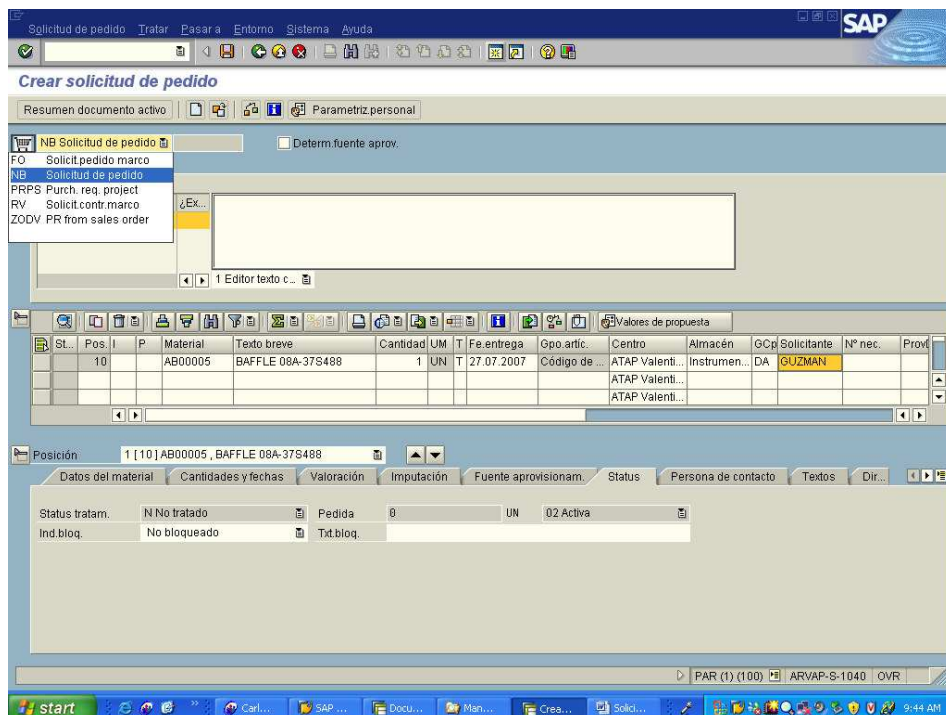 Solicitud de pedido Tratar Pasar a Entorno Sistema Ayuda
SAP
Crear solicitud de pedido
Resumen documento activo Parametriz.personal
NB Solicitud de pedido Determ.fuente aprov.
FO Solicit.pedido marco
NB Solicitud de pedido
PRPS Purch. req. project
RV Solicit.contr.marco
ZODV PR from sales order
¿Ex...
1 Editor texto c...
Valores de propuesta
St... Pos. I P Material Texto breve Cantidad UM T Fe.entrega Gpo.artíc. Centro Almacén GCp Solicitante Nº nec. Prov
10 AB00005 BAFFLE 08A-37S488 1 UN T 27.07.2007 Código de ... ATAP Valenti... Instrumen... DA GUZMAN
ATAP Valenti...
ATAP Valenti...
Posición 1 [ 10 ] AB00005 , BAFFLE 08A-37S488
Datos del material Cantidades y fechas Valoración Imputación Fuente aprovisionam. Status Persona de contacto Textos Dir...
Status tratam. N No tratado Pedida 0 UN 02 Activa
Ind.bloq. No bloqueado Txt.bloq.
PAR (1) (100) ARVAP-S-1040 OVR
start Carl... SAP ... Docu... Man... Crea... Solici... 9:44 AM